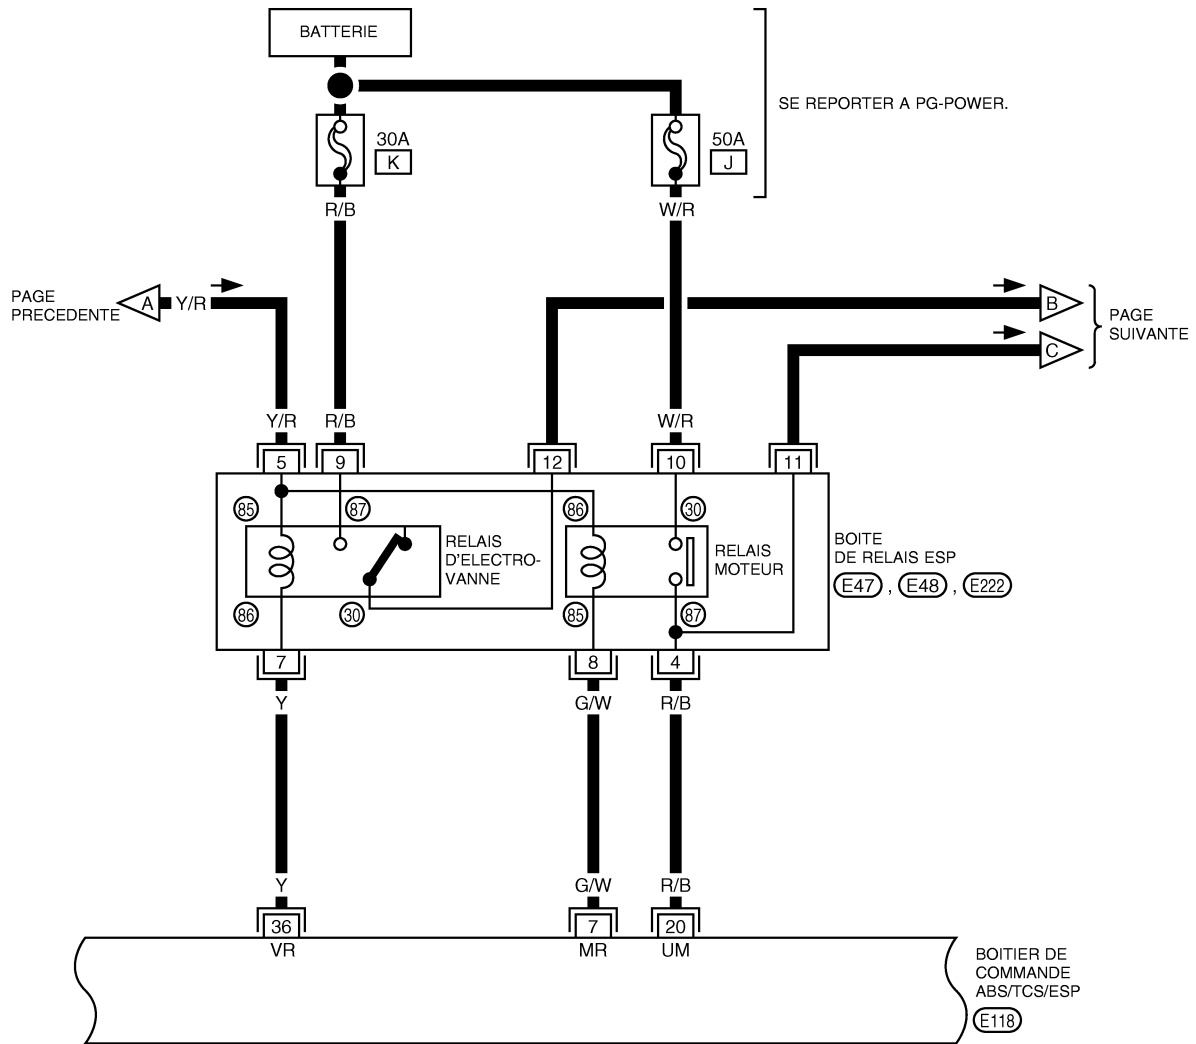 BATTERIE
SE REPORTER A PG-POWER.
30A
K
50A
J
R/B
W/R
PAGE
PRECEDENTE
A
Y/R
B
C
PAGE
SUIVANTE
Y/R
R/B
W/R
5
9
12
10
11
85
87
86
30
RELAIS
D'ELECTRO-
VANNE
RELAIS
MOTEUR
BOITE
DE RELAIS ESP
E47 , E48 , E222
86
30
85
87
7
8
4
Y
G/W
R/B
Y
G/W
R/B
36
7
20
VR
MR
UM
BOITIER DE
COMMANDE
ABS/TCS/ESP
E118